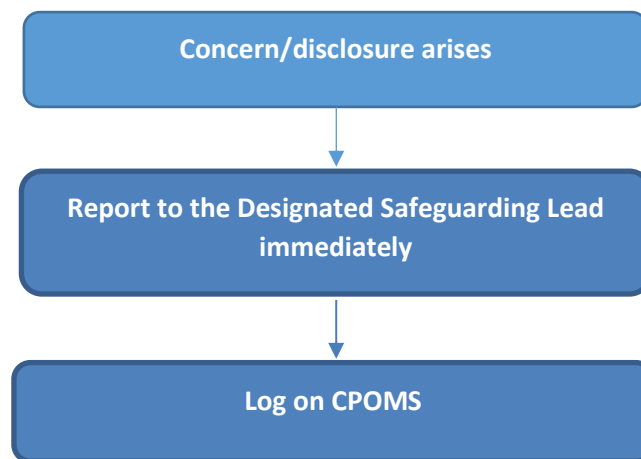 Concern/disclosure arises
Report to the Designated Safeguarding Lead
immediately
Log on CPOMS